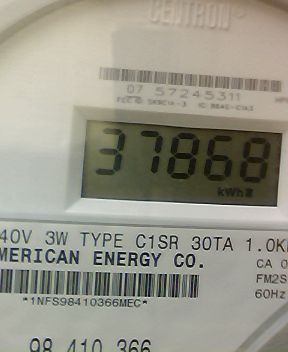 CENTRON®
07 57245311
37868
kWh
40V 3W TYPE C1SR 30TA 1.0K
MERICAN ENERGY CO.
CA 0
FM2S
60Hz
*1NFS98410366MEC*
98 410 366